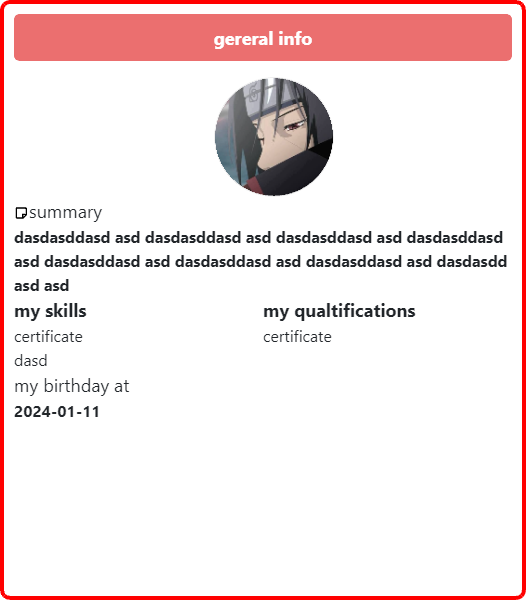 gereral info
summary
dasdasddasd asd dasdasddasd asd dasdasddasd asd dasdasddasd
asd dasdasddasd asd dasdasddasd asd dasdasddasd asd dasdasdd
asd asd
my skills
my qualtifications
certificate
certificate
dasd
my birthday at
2024-01-11